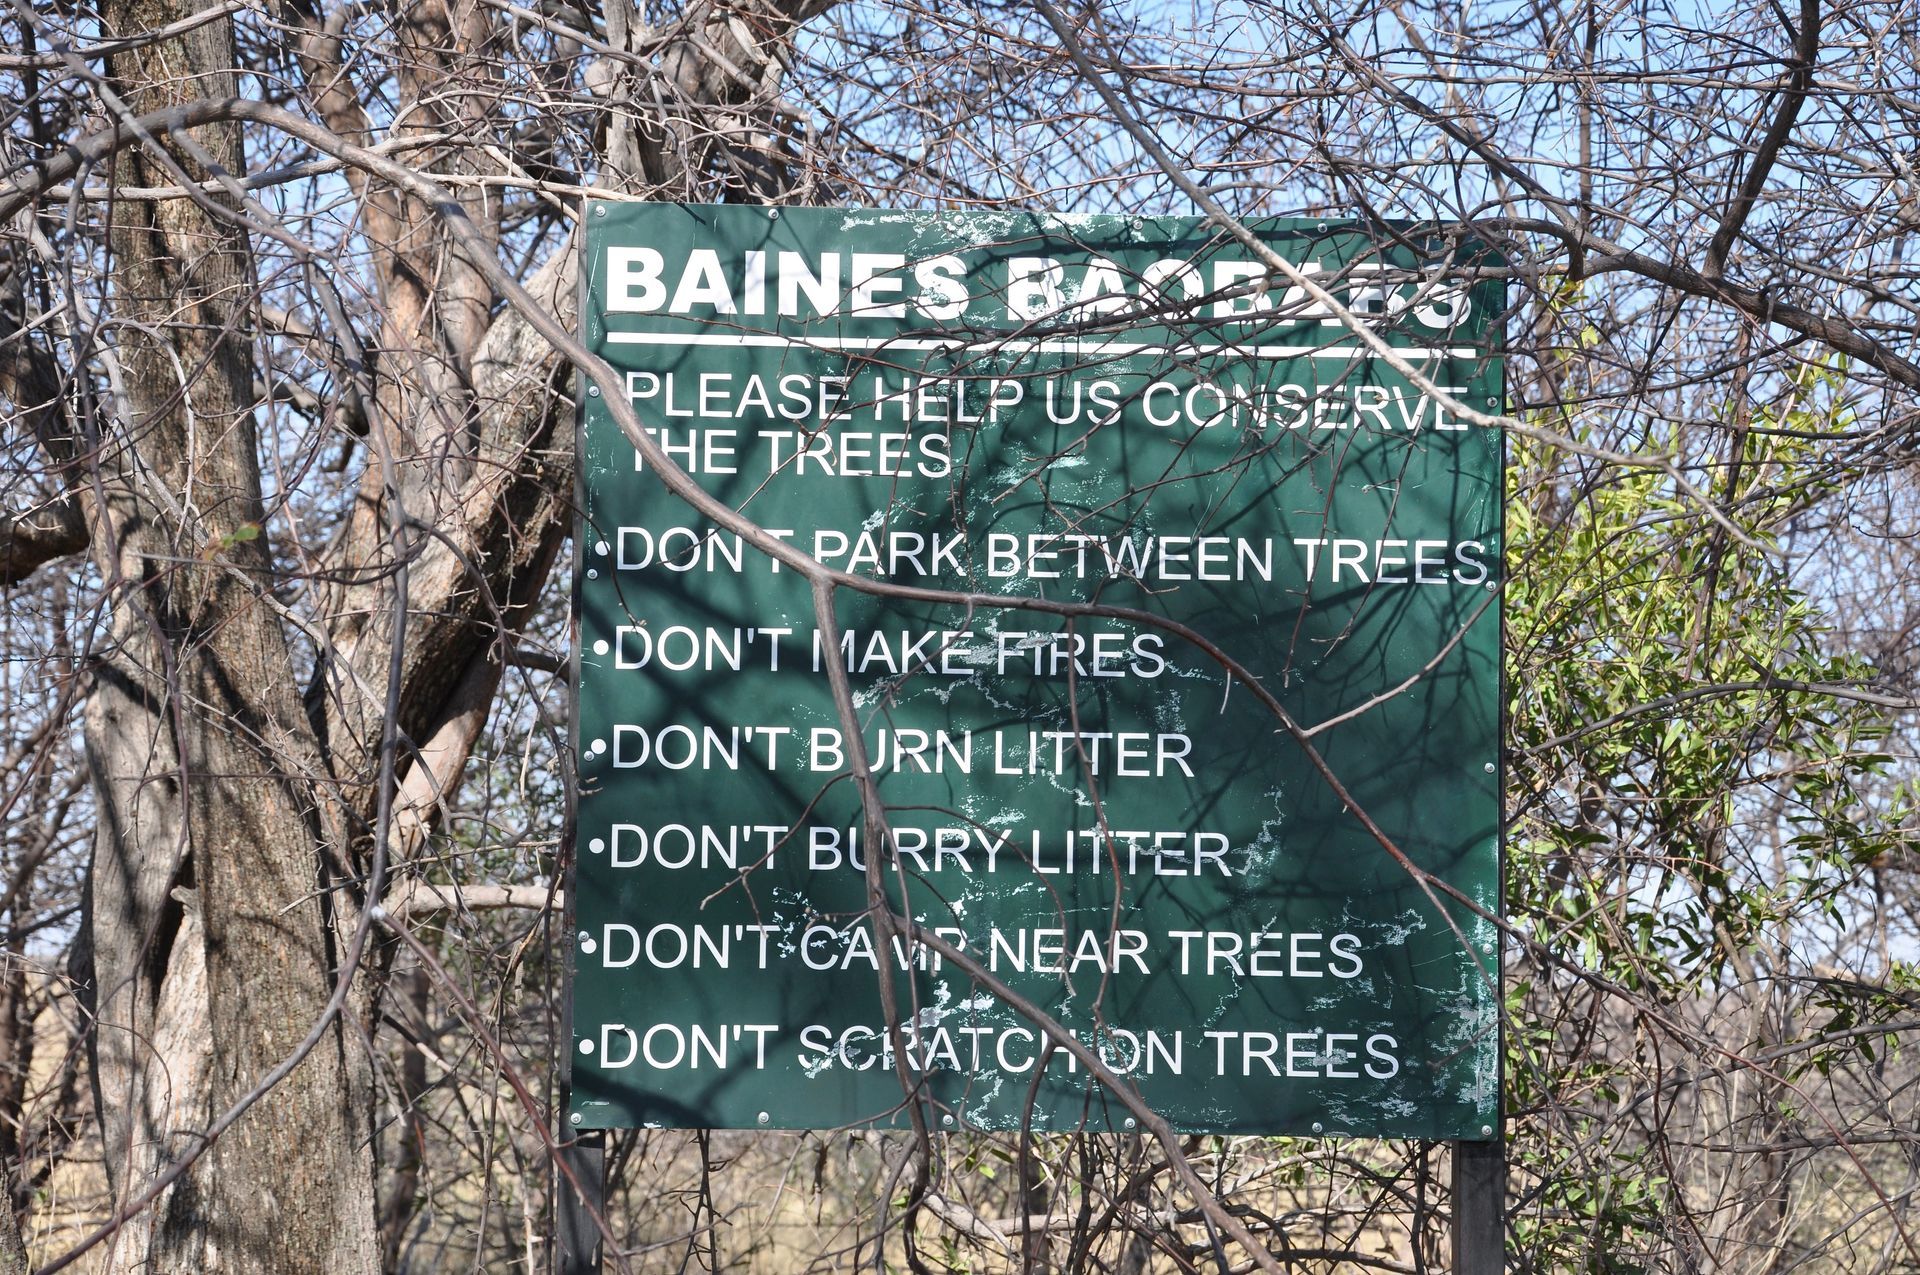 BAINES BAOBABS
PLEASE HELP US CONSERVE
THE TREES
•DON'T PARK BETWEEN TREES
•DON'T MAKE FIRES
•DON'T BURN LITTER
•DON'T BURRY LITTER
•DON'T CAMP NEAR TREES
•DON'T SCRATCH ON TREES